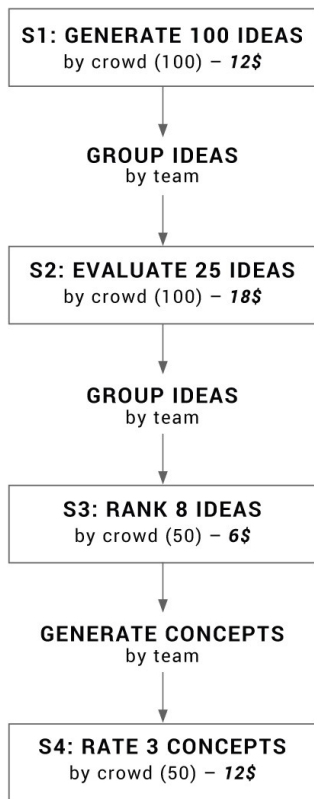 S1: GENERATE 100 IDEAS
by crowd (100) – 12$
GROUP IDEAS
by team
S2: EVALUATE 25 IDEAS
by crowd (100) – 18$
GROUP IDEAS
by team
S3: RANK 8 IDEAS
by crowd (50) – 6$
GENERATE CONCEPTS
by team
S4: RATE 3 CONCEPTS
by crowd (50) – 12$